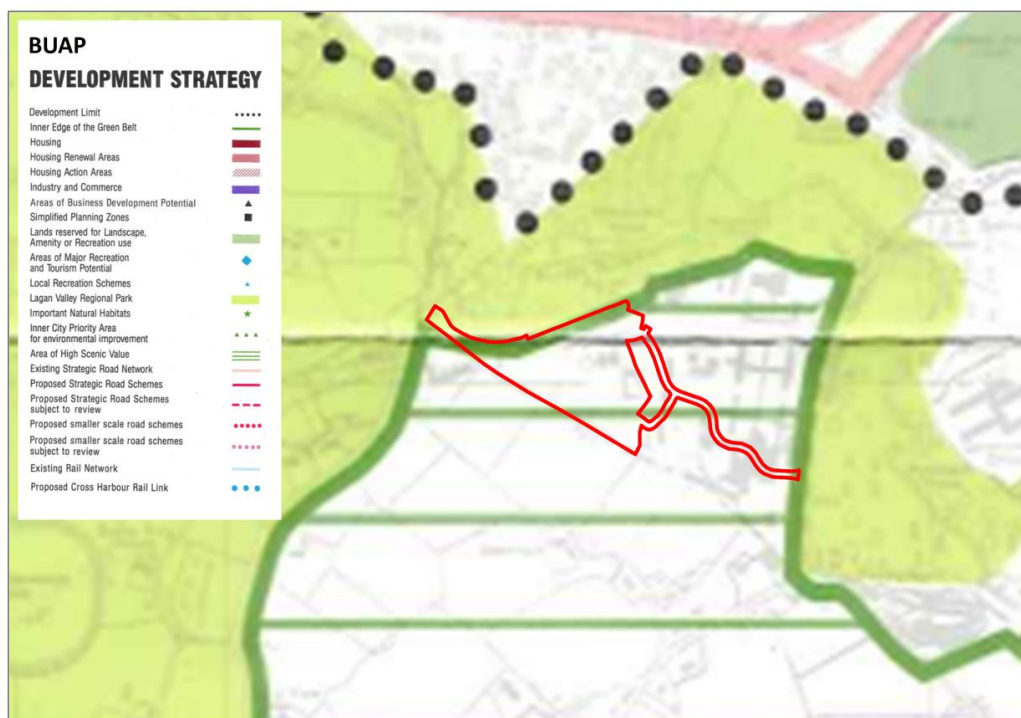 BUAP
DEVELOPMENT STRATEGY
Development Limit
Inner Edge of the Green Belt
Housing
Housing Renewal Areas
Housing Action Areas
Industry and Commerce
Areas of Business Development Potential
Simplified Planning Zones
Lands reserved for Landscape,
Amenity or Recreation use
Areas of Major Recreation
and Tourism Potential
Local Recreation Schemes
Lagan Valley Regional Park
Important Natural Habitats
Inner City Priority Area
for environmental improvement
Area of High Scenic Value
Existing Strategic Road Network
Proposed Strategic Road Schemes
Proposed Strategic Road Schemes
subject to review
Proposed smaller scale road schemes
Proposed smaller scale road schemes
subject to review
Existing Rail Network
Proposed Cross Harbour Rail Link